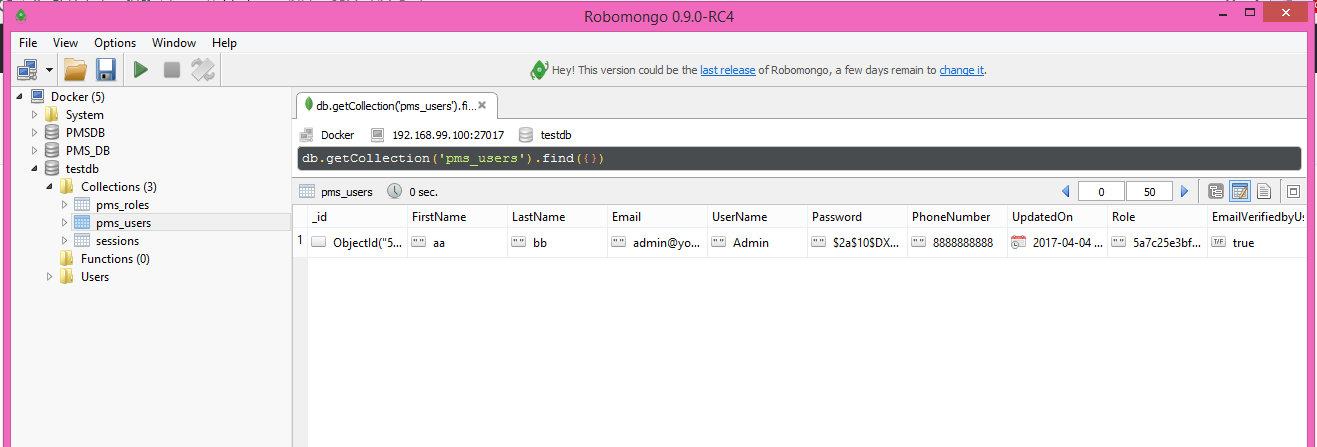 Robomongo 0.9.0-RC4
File View Options Window Help
Hey! This version could be the last release of Robomongo, a few days remain to change it.
Docker (5)
System
PMSDB
PMS_DB
testdb
Collections (3)
pms_roles
pms_users
sessions
Functions (0)
Users
db.getCollection('pms_users').fi...
Docker 192.168.99.100:27017 testdb
db.getCollection('pms_users').find({})
pms_users 0 sec. 0 50
_id FirstName LastName Email UserName Password PhoneNumber UpdatedOn Role EmailVerifiedbyUs
1 ObjectId("5... aa bb admin@yo... Admin $2a$10$DX... 8888888888 2017-04-04 ... 5a7c25e3bf... true